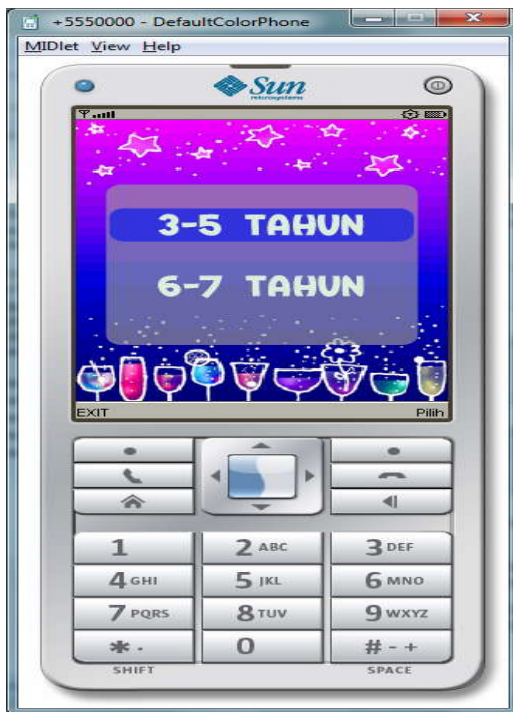 +5550000 - DefaultColorPhone
MIDlet View Help
Sun
microsystems
3-5 TAHUN
6-7 TAHUN
EXIT Pilih
1 2 ABC 3 DEF
4 GHI 5 JKL 6 MNO
7 PQRS 8 TUV 9 WXYZ
* . 0 # - +
SHIFT SPACE